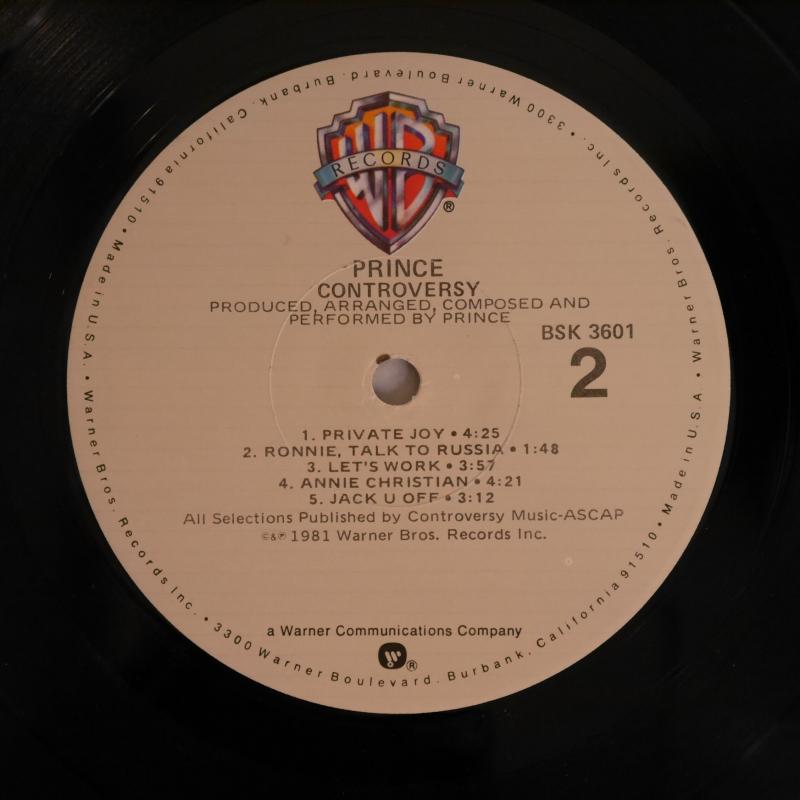 RECORDS
®
PRINCE
CONTROVERSY
PRODUCED, ARRANGED, COMPOSED AND
PERFORMED BY PRINCE
BSK 3601
2
1. PRIVATE JOY • 4:25
2. RONNIE, TALK TO RUSSIA • 1:48
3. LET'S WORK • 3:57
4. ANNIE CHRISTIAN • 4:21
5. JACK U OFF • 3:12
All Selections Published by Controversy Music-ASCAP
©&℗ 1981 Warner Bros. Records Inc.
a Warner Communications Company
®
Warner Bros. Records Inc. • 3300 Warner Boulevard. Burbank. California 91510 • Made in U.S.A. • Warner Bros. Records Inc. • 3300 Warner Boulevard. Burbank. California 91510 • Made in U.S.A. •